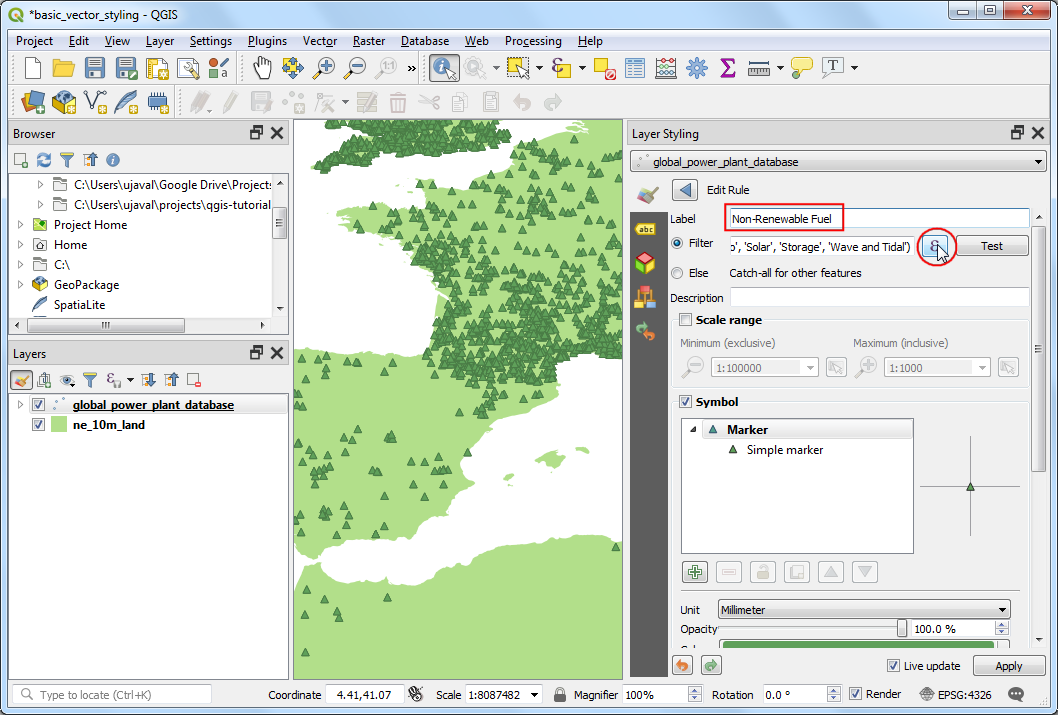 *basic_vector_styling - QGIS
Project Edit View Layer Settings Plugins Vector Raster Database Web Processing Help
1:1
»
ε
Σ
T
Browser
C:\Users\ujaval\Google Drive\Projects
C:\Users\ujaval\projects\qgis-tutorial
Project Home
Home
C:\
GeoPackage
SpatiaLite
Layers
global_power_plant_database
ne_10m_land
Layer Styling
global_power_plant_database
Edit Rule
abc
Label Non-Renewable Fuel
Filter 'Solar', 'Storage', 'Wave and Tidal') ε Test
Else Catch-all for other features
Description
Scale range
Minimum (exclusive) Maximum (inclusive)
1:100000 1:1000
Symbol
Marker
Simple marker
Unit Millimeter
Opacity 100.0 %
Live update Apply
Type to locate (Ctrl+K) Coordinate 4.41,41.07 Scale 1:8087482 Magnifier 100% Rotation 0.0 ° Render EPSG:4326